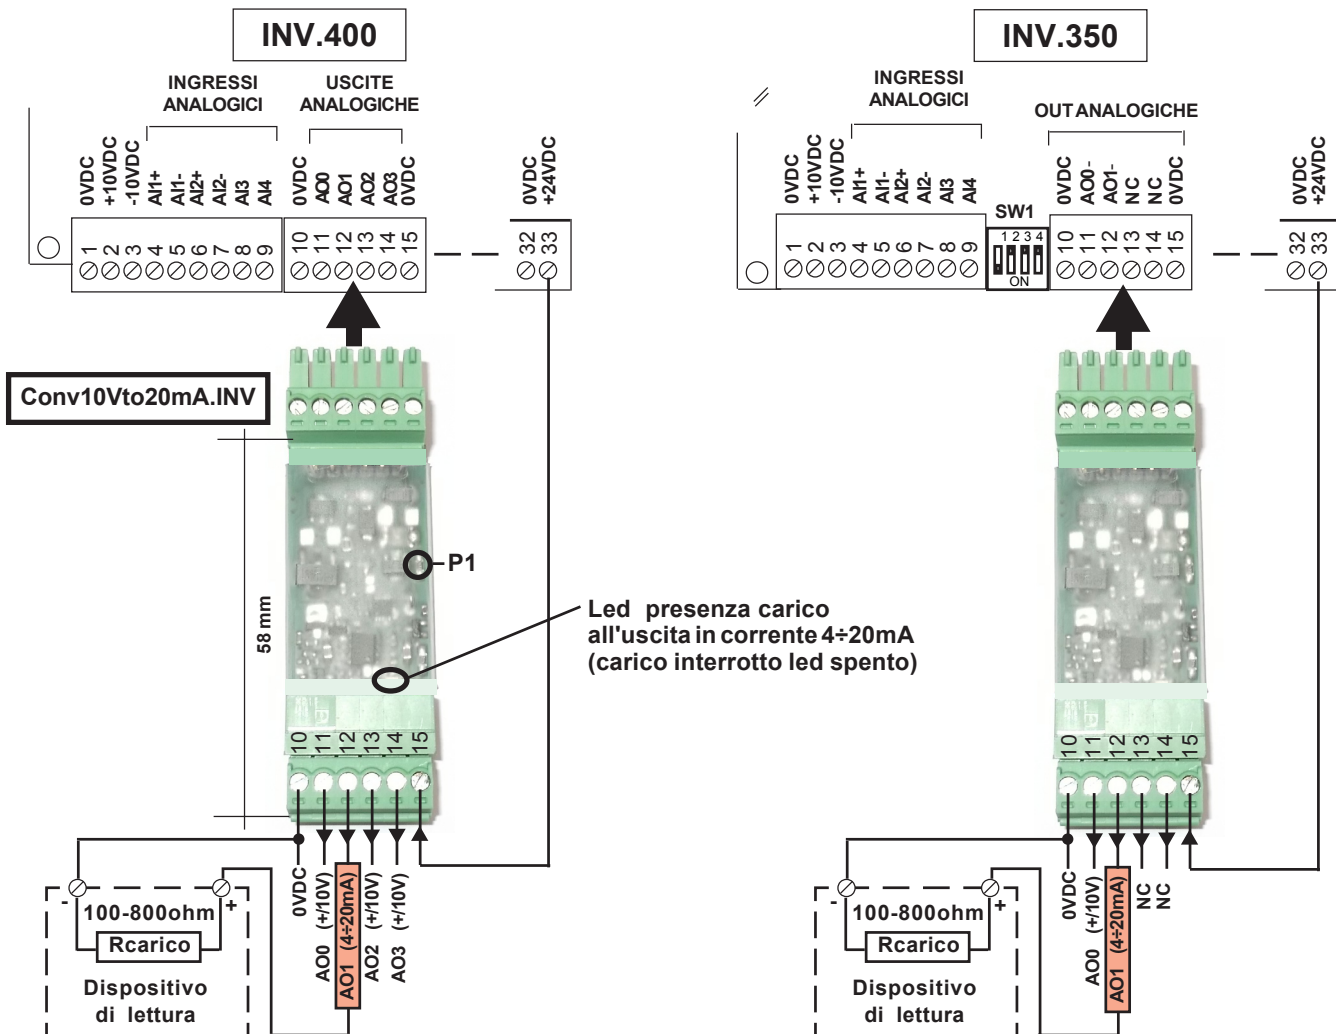 INV.400
INGRESSI
ANALOGICI
USCITE
ANALOGICHE
0VDC
+10VDC
-10VDC
AI1+
AI1-
AI2+
AI2-
AI3
AI4
0VDC
AO0
AO1
AO2
AO3
0VDC
0VDC
+24VDC
1 2 3 4 5 6 7 8 9 10 11 12 13 14 15 32 33
Conv10Vto20mA.INV
58 mm
P1
Led presenza carico
all'uscita in corrente 4÷20mA
(carico interrotto led spento)
10 11 12 13 14 15
0VDC
AO0 (+/10V)
AO1 (4÷20mA)
AO2 (+/10V)
AO3 (+/10V)
- +
100-800ohm
Rcarico
Dispositivo
di lettura
INV.350
INGRESSI
ANALOGICI
OUT ANALOGICHE
0VDC
+10VDC
-10VDC
AI1+
AI1-
AI2+
AI2-
AI3
AI4
SW1
1 2 3 4
ON
0VDC
AO0-
AO1-
NC
NC
0VDC
0VDC
+24VDC
1 2 3 4 5 6 7 8 9 10 11 12 13 14 15 32 33
10 11 12 13 14 15
0VDC
AO0 (+/10V)
AO1 (4÷20mA)
NC
NC
- +
100-800ohm
Rcarico
Dispositivo
di lettura